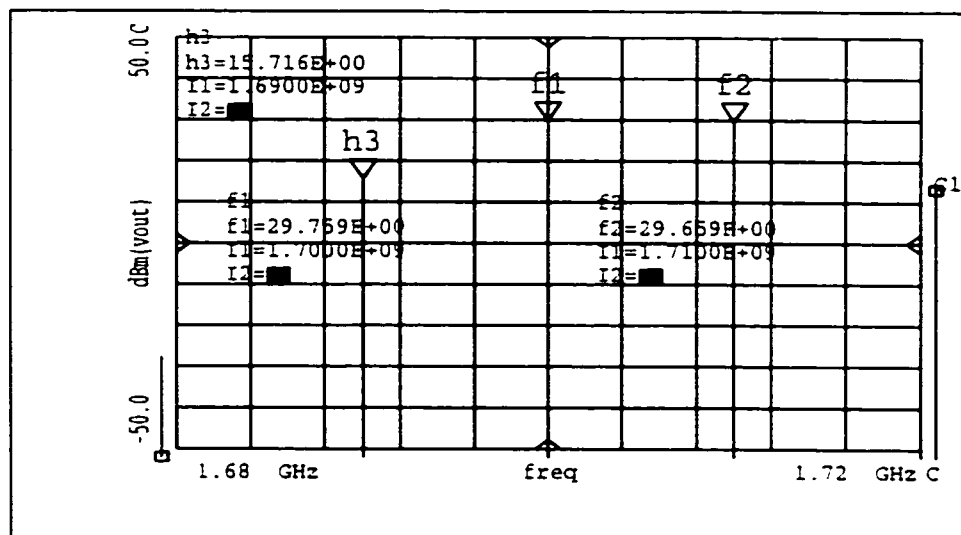 50.0C
h3
h3=15.716E+00
I1=1.6900E+09
I2=
f1
f2
h3
dBm(vout)
f1
f1=29.759E+00
I1=1.7000E+09
I2=
f2
f2=29.659E+00
I1=1.7100E+09
I2=
-50.0
1.68 GHz
freq
1.72 GHz C